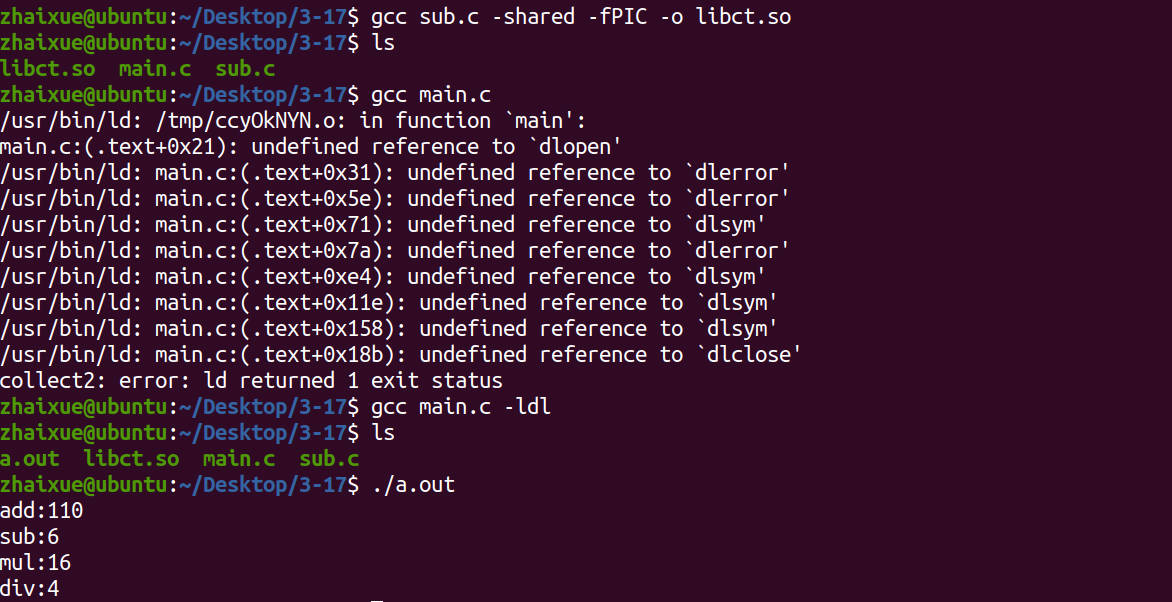 zhaixue@ubuntu:~/Desktop/3-17$ gcc sub.c -shared -fPIC -o libct.so
zhaixue@ubuntu:~/Desktop/3-17$ ls
libct.so  main.c  sub.c
zhaixue@ubuntu:~/Desktop/3-17$ gcc main.c
/usr/bin/ld: /tmp/ccyOkNYN.o: in function `main':
main.c:(.text+0x21): undefined reference to `dlopen'
/usr/bin/ld: main.c:(.text+0x31): undefined reference to `dlerror'
/usr/bin/ld: main.c:(.text+0x5e): undefined reference to `dlerror'
/usr/bin/ld: main.c:(.text+0x71): undefined reference to `dlsym'
/usr/bin/ld: main.c:(.text+0x7a): undefined reference to `dlerror'
/usr/bin/ld: main.c:(.text+0xe4): undefined reference to `dlsym'
/usr/bin/ld: main.c:(.text+0x11e): undefined reference to `dlsym'
/usr/bin/ld: main.c:(.text+0x158): undefined reference to `dlsym'
/usr/bin/ld: main.c:(.text+0x18b): undefined reference to `dlclose'
collect2: error: ld returned 1 exit status
zhaixue@ubuntu:~/Desktop/3-17$ gcc main.c -ldl
zhaixue@ubuntu:~/Desktop/3-17$ ls
a.out  libct.so  main.c  sub.c
zhaixue@ubuntu:~/Desktop/3-17$ ./a.out
add:110
sub:6
mul:16
div:4